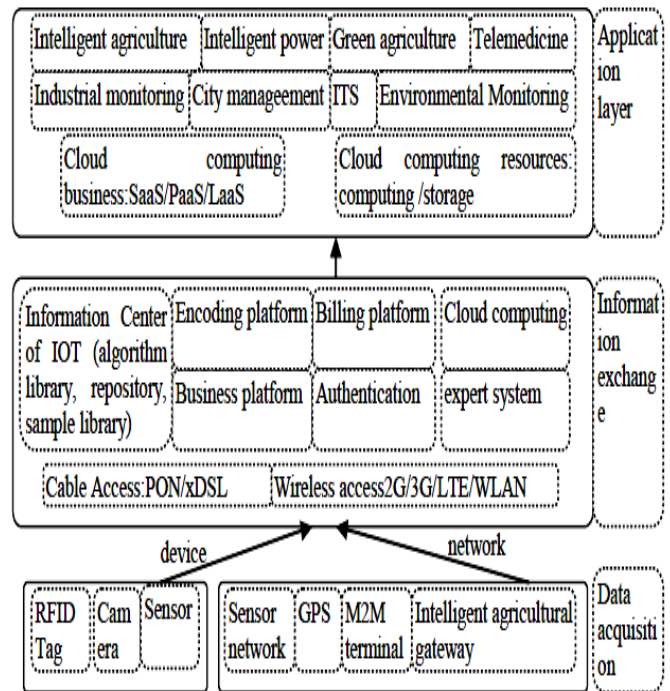 Intelligent agriculture
Intelligent power
Green agriculture
Telemedicine
Industrial monitoring
City manageement
ITS
Environmental Monitoring
Cloud computing
business:SaaS/PaaS/LaaS
Cloud computing resources:
computing /storage
Applicat
ion
layer
Information Center
of IOT (algorithm
library, repository,
sample library)
Encoding platform
Billing platform
Cloud computing
Business platform
Authentication
expert system
Cable Access:PON/xDSL
Wireless access2G/3G/LTE/WLAN
Informat
ion
exchang
e
device
network
RFID
Tag
Cam
era
Sensor
Sensor
network
GPS
M2M
terminal
Intelligent agricultural
gateway
Data
acquisiti
on